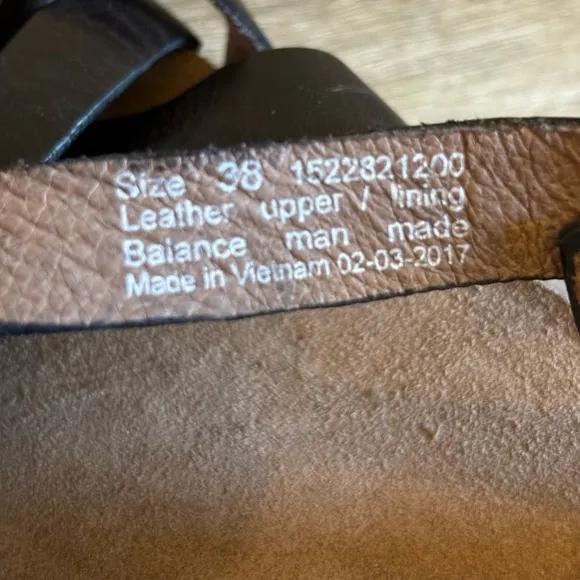 Size 38 1522821200
Leather upper / lining
Balance man made
Made in Vietnam 02-03-2017